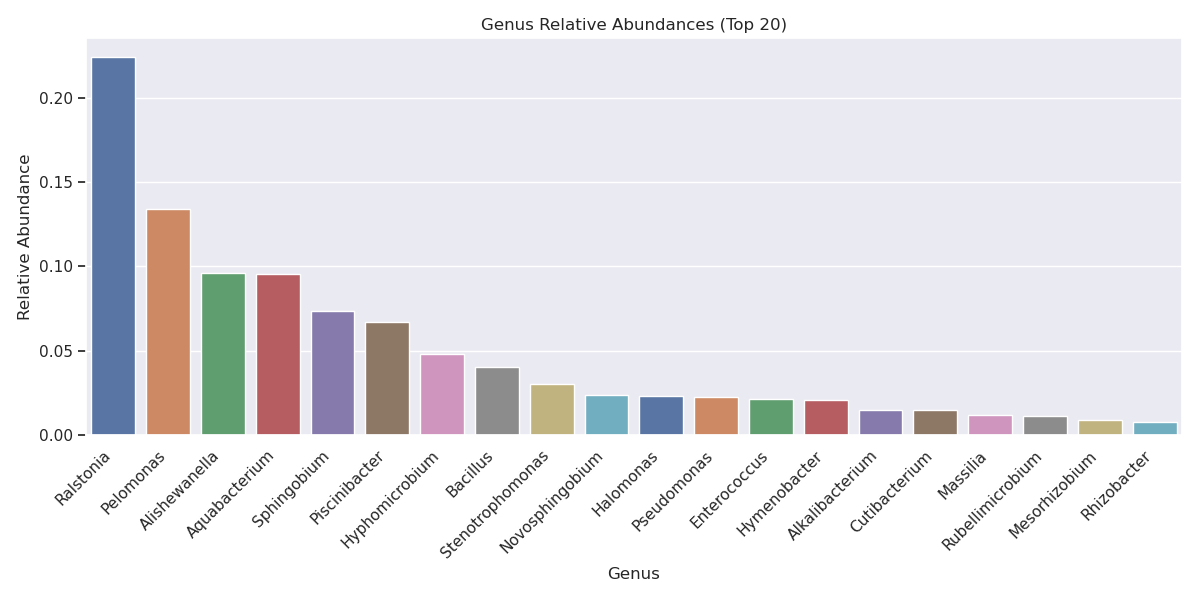 Genus Relative Abundances (Top 20)
Relative Abundance
0.20
0.15
0.10
0.05
0.00
Ralstonia
Pelomonas
Alishewanella
Aquabacterium
Sphingobium
Piscinibacter
Hyphomicrobium
Bacillus
Stenotrophomonas
Novosphingobium
Halomonas
Pseudomonas
Enterococcus
Hymenobacter
Alkalibacterium
Cutibacterium
Massilia
Rubellimicrobium
Mesorhizobium
Rhizobacter
Genus